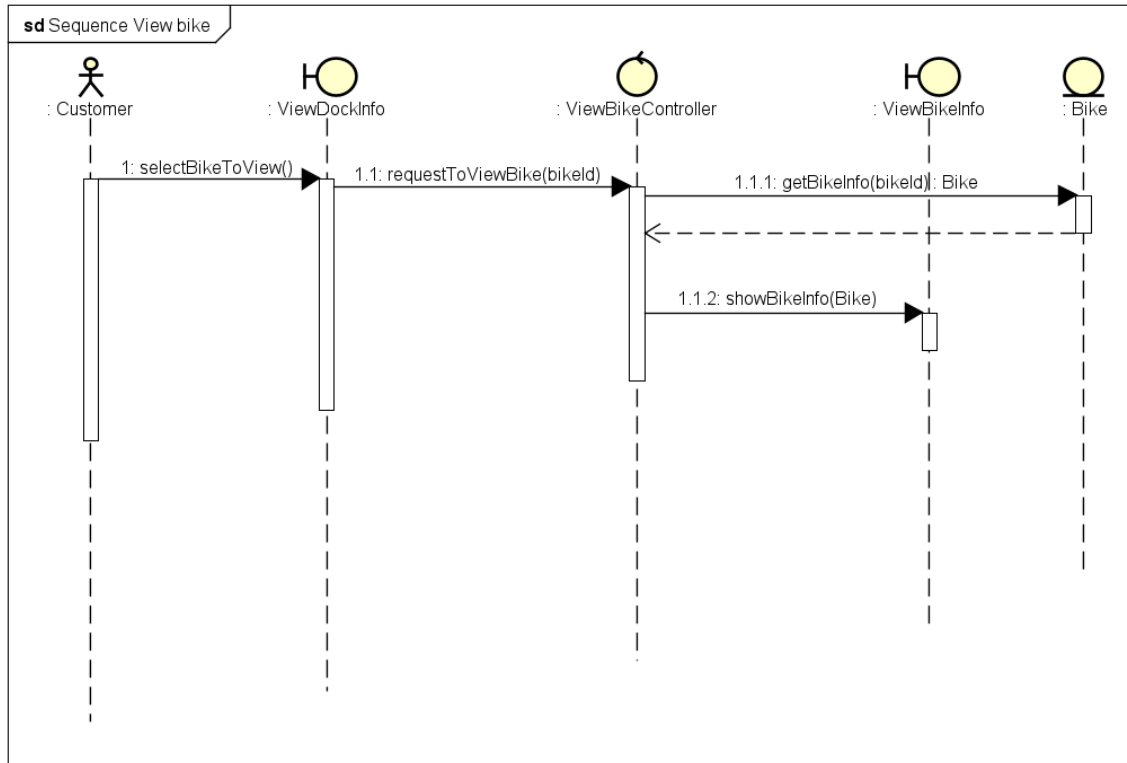 sd Sequence View bike
: Customer
: ViewDockInfo
: ViewBikeController
: ViewBikeInfo
: Bike
1: selectBikeToView()
1.1: requestToViewBike(bikeId)
1.1.1: getBikeInfo(bikeId) : Bike
1.1.2: showBikeInfo(Bike)